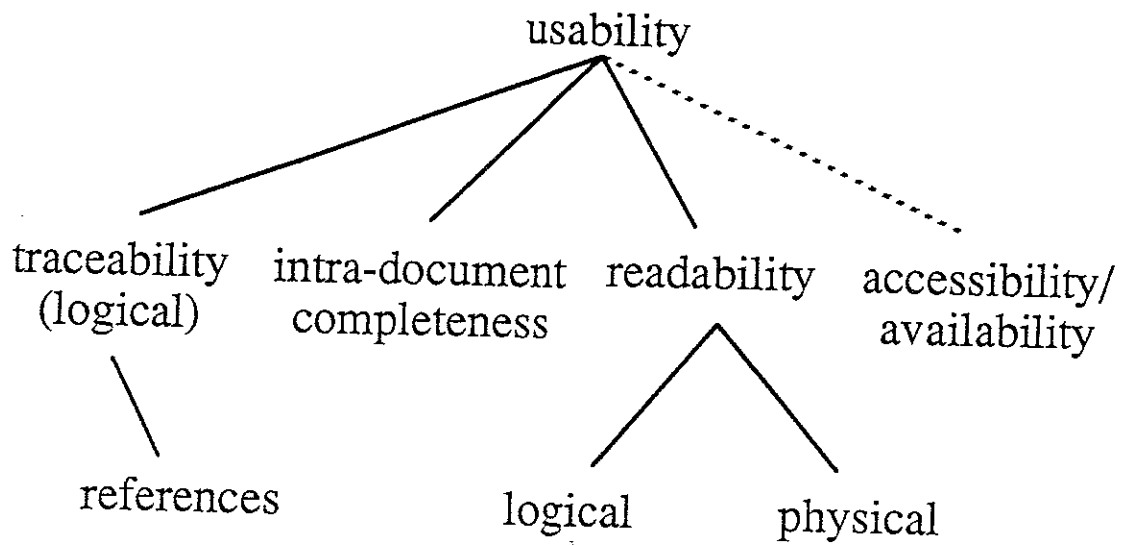 usability
traceability
(logical)
intra-document
completeness
readability
accessibility/
availability
references
logical
physical